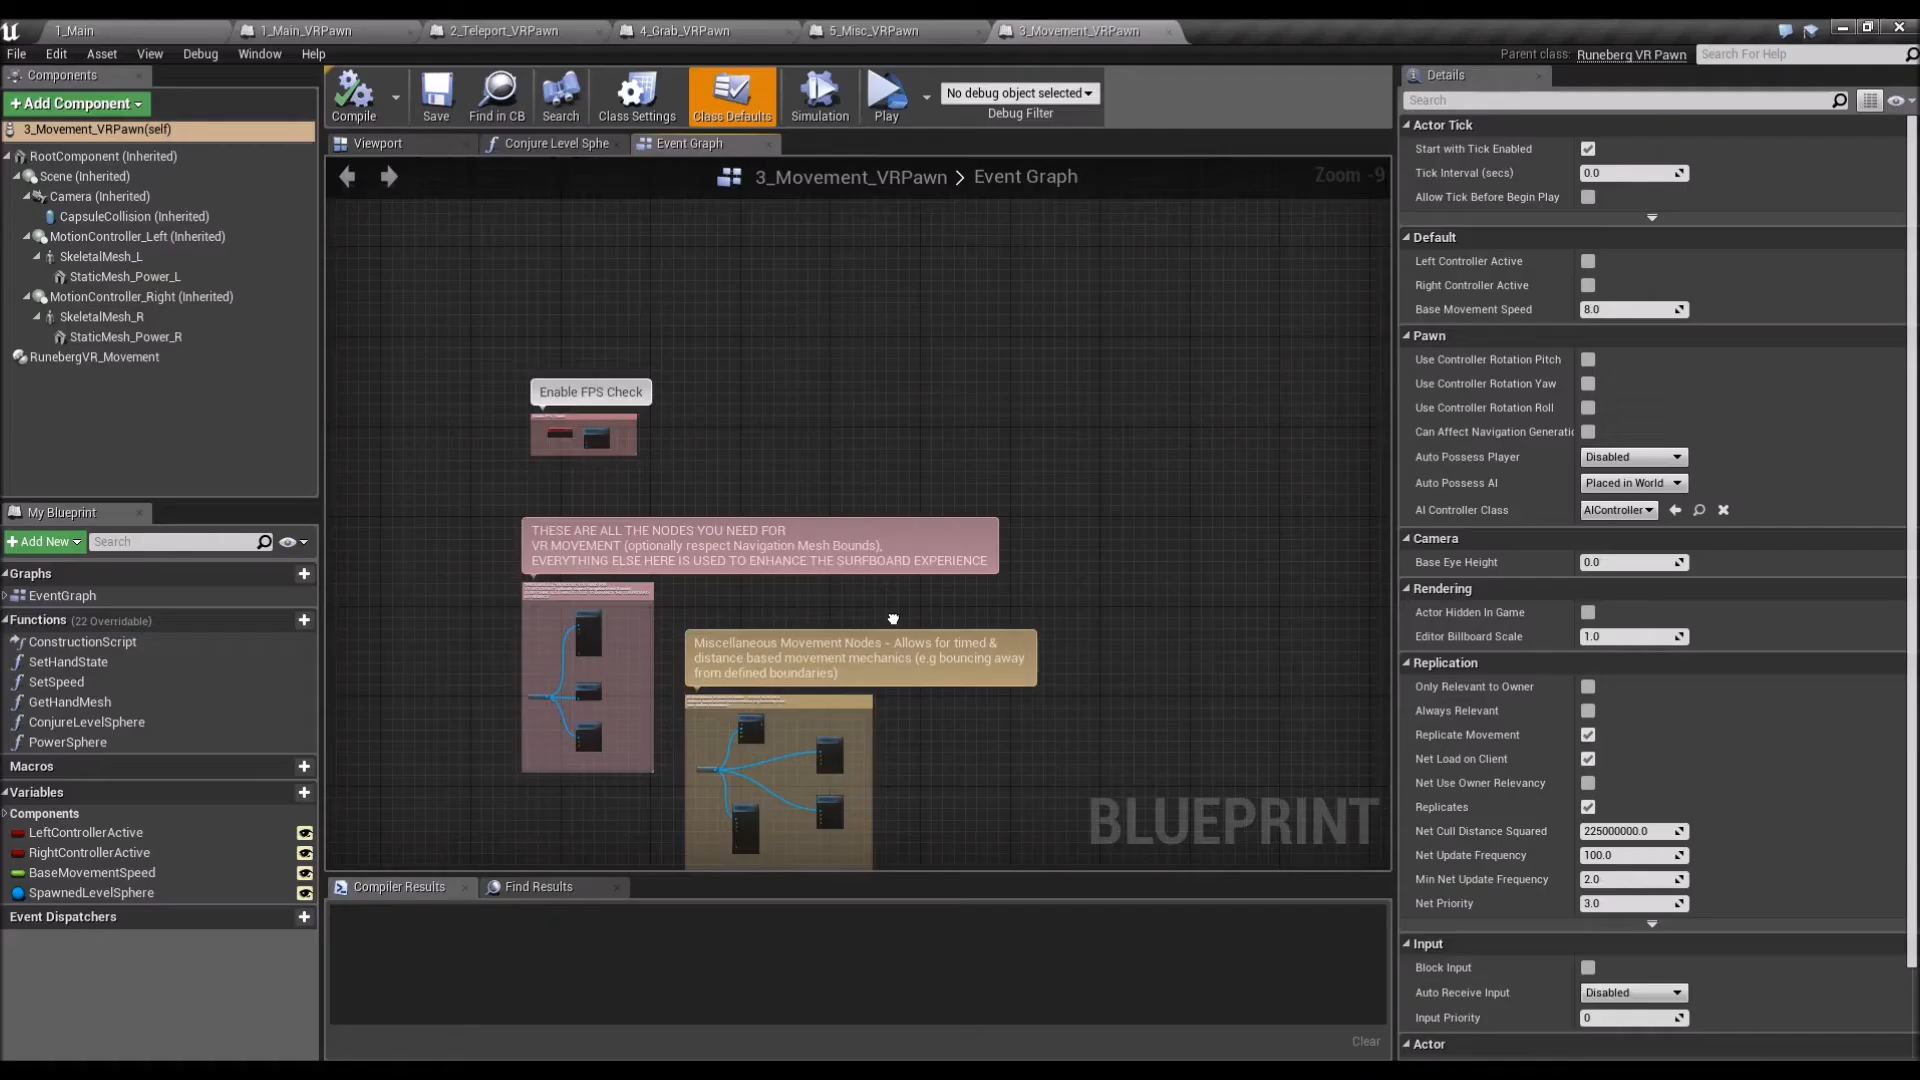 1_Main
1_Main_VRPawn
2_Teleport_VRPawn
4_Grab_VRPawn
5_Misc_VRPawn
3_Movement_VRPawn
File Edit Asset View Debug Window Help
Parent class: Runeberg VR Pawn
Search For Help
Components
+Add Component
3_Movement_VRPawn(self)
RootComponent (Inherited)
Scene (Inherited)
Camera (Inherited)
CapsuleCollision (Inherited)
MotionController_Left (Inherited)
SkeletalMesh_L
StaticMesh_Power_L
MotionController_Right (Inherited)
SkeletalMesh_R
StaticMesh_Power_R
RunebergVR_Movement
My Blueprint
+Add New
Search
Graphs
EventGraph
Functions (22 Overridable)
ConstructionScript
SetHandState
SetSpeed
GetHandMesh
ConjureLevelSphere
PowerSphere
Macros
Variables
Components
LeftControllerActive
RightControllerActive
BaseMovementSpeed
SpawnedLevelSphere
Event Dispatchers
Compile
Save
Find in CB
Search
Class Settings
Class Defaults
Simulation
Play
No debug object selected
Debug Filter
Viewport
Conjure Level Sphe
Event Graph
3_Movement_VRPawn > Event Graph
Zoom -9
Enable FPS Check
THESE ARE ALL THE NODES YOU NEED FOR
VR MOVEMENT (optionally respect Navigation Mesh Bounds),
EVERYTHING ELSE HERE IS USED TO ENHANCE THE SURFBOARD EXPERIENCE
Miscellaneous Movement Nodes - Allows for timed &
distance based movement mechanics (e.g bouncing away
from defined boundaries)
BLUEPRINT
Compiler Results
Find Results
Clear
Details
Search
Actor Tick
Start with Tick Enabled
Tick Interval (secs) 0.0
Allow Tick Before Begin Play
Default
Left Controller Active
Right Controller Active
Base Movement Speed 8.0
Pawn
Use Controller Rotation Pitch
Use Controller Rotation Yaw
Use Controller Rotation Roll
Can Affect Navigation Generatic
Auto Possess Player Disabled
Auto Possess AI Placed in World
AI Controller Class AIController
Camera
Base Eye Height 0.0
Rendering
Actor Hidden In Game
Editor Billboard Scale 1.0
Replication
Only Relevant to Owner
Always Relevant
Replicate Movement
Net Load on Client
Net Use Owner Relevancy
Replicates
Net Cull Distance Squared 225000000.0
Net Update Frequency 100.0
Min Net Update Frequency 2.0
Net Priority 3.0
Input
Block Input
Auto Receive Input Disabled
Input Priority 0
Actor